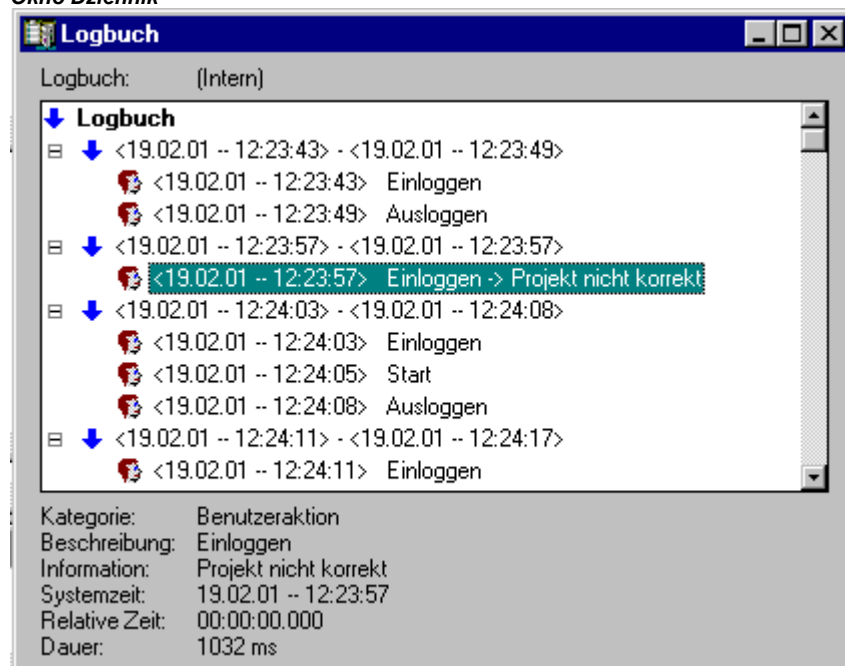 Okno Dziennik
Logbuch
Logbuch: (Intern)
Logbuch
<19.02.01 -- 12:23:43> - <19.02.01 -- 12:23:49>
<19.02.01 -- 12:23:43> Einloggen
<19.02.01 -- 12:23:49> Ausloggen
<19.02.01 -- 12:23:57> - <19.02.01 -- 12:23:57>
<19.02.01 -- 12:23:57> Einloggen -> Projekt nicht korrekt
<19.02.01 -- 12:24:03> - <19.02.01 -- 12:24:08>
<19.02.01 -- 12:24:03> Einloggen
<19.02.01 -- 12:24:05> Start
<19.02.01 -- 12:24:08> Ausloggen
<19.02.01 -- 12:24:11> - <19.02.01 -- 12:24:17>
<19.02.01 -- 12:24:11> Einloggen
Kategorie: Benutzeraktion
Beschreibung: Einloggen
Information: Projekt nicht korrekt
Systemzeit: 19.02.01 -- 12:23:57
Relative Zeit: 00:00:00.000
Dauer: 1032 ms